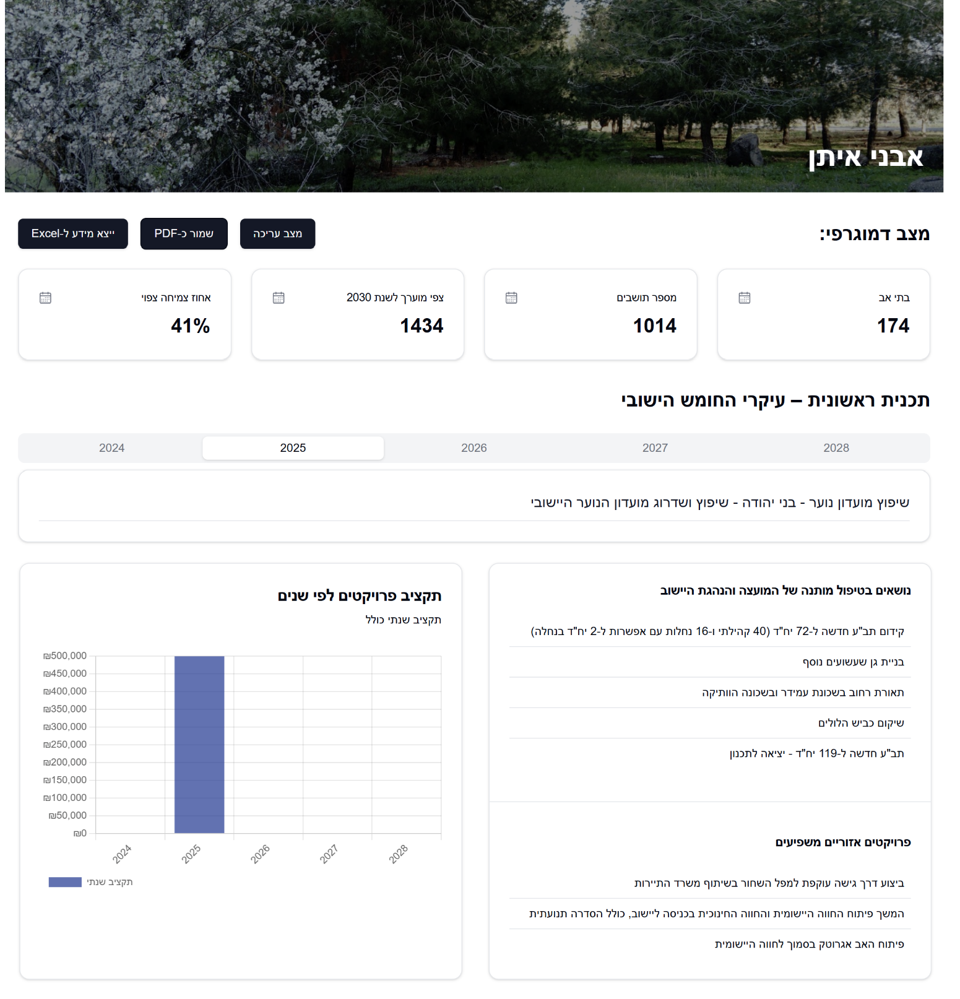 אבני איתן
מצב דמוגרפי:
מצב עריכה
שמור כ-PDF
ייצא מידע ל-Excel
בתי אב
174
מספר תושבים
1014
צפי מוערך לשנת 2030
1434
אחוז צמיחה צפוי
41%
תכנית ראשונית – עיקרי החומש הישובי
2028
2027
2026
2025
2024
שיפוץ מועדון נוער - בני יהודה - שיפוץ ושדרוג מועדון הנוער היישובי
נושאים בטיפול מותנה של המועצה והנהגת היישוב
קידום תב"ע חדשה ל-72 יח"ד (40 קהילתי ו-16 נחלות עם אפשרות ל-2 יח"ד בנחלה)
בניית גן שעשועים נוסף
תאורת רחוב בשכונת עמידר ובשכונה הוותיקה
שיקום כביש הלולים
תב"ע חדשה ל-119 יח"ד - יציאה לתכנון
פרויקטים אזוריים משפיעים
ביצוע דרך גישה עוקפת למפל השחור בשיתוף משרד התיירות
המשך פיתוח החווה היישומית והחווה החינוכית בכניסה ליישוב, כולל הסדרה תנועתית
פיתוח האב אגרוטק בסמוך לחווה היישומית
תקציב פרויקטים לפי שנים
תקציב שנתי כולל
₪500,000
₪450,000
₪400,000
₪350,000
₪300,000
₪250,000
₪200,000
₪150,000
₪100,000
₪50,000
₪0
2024
2025
2026
2027
2028
תקציב שנתי